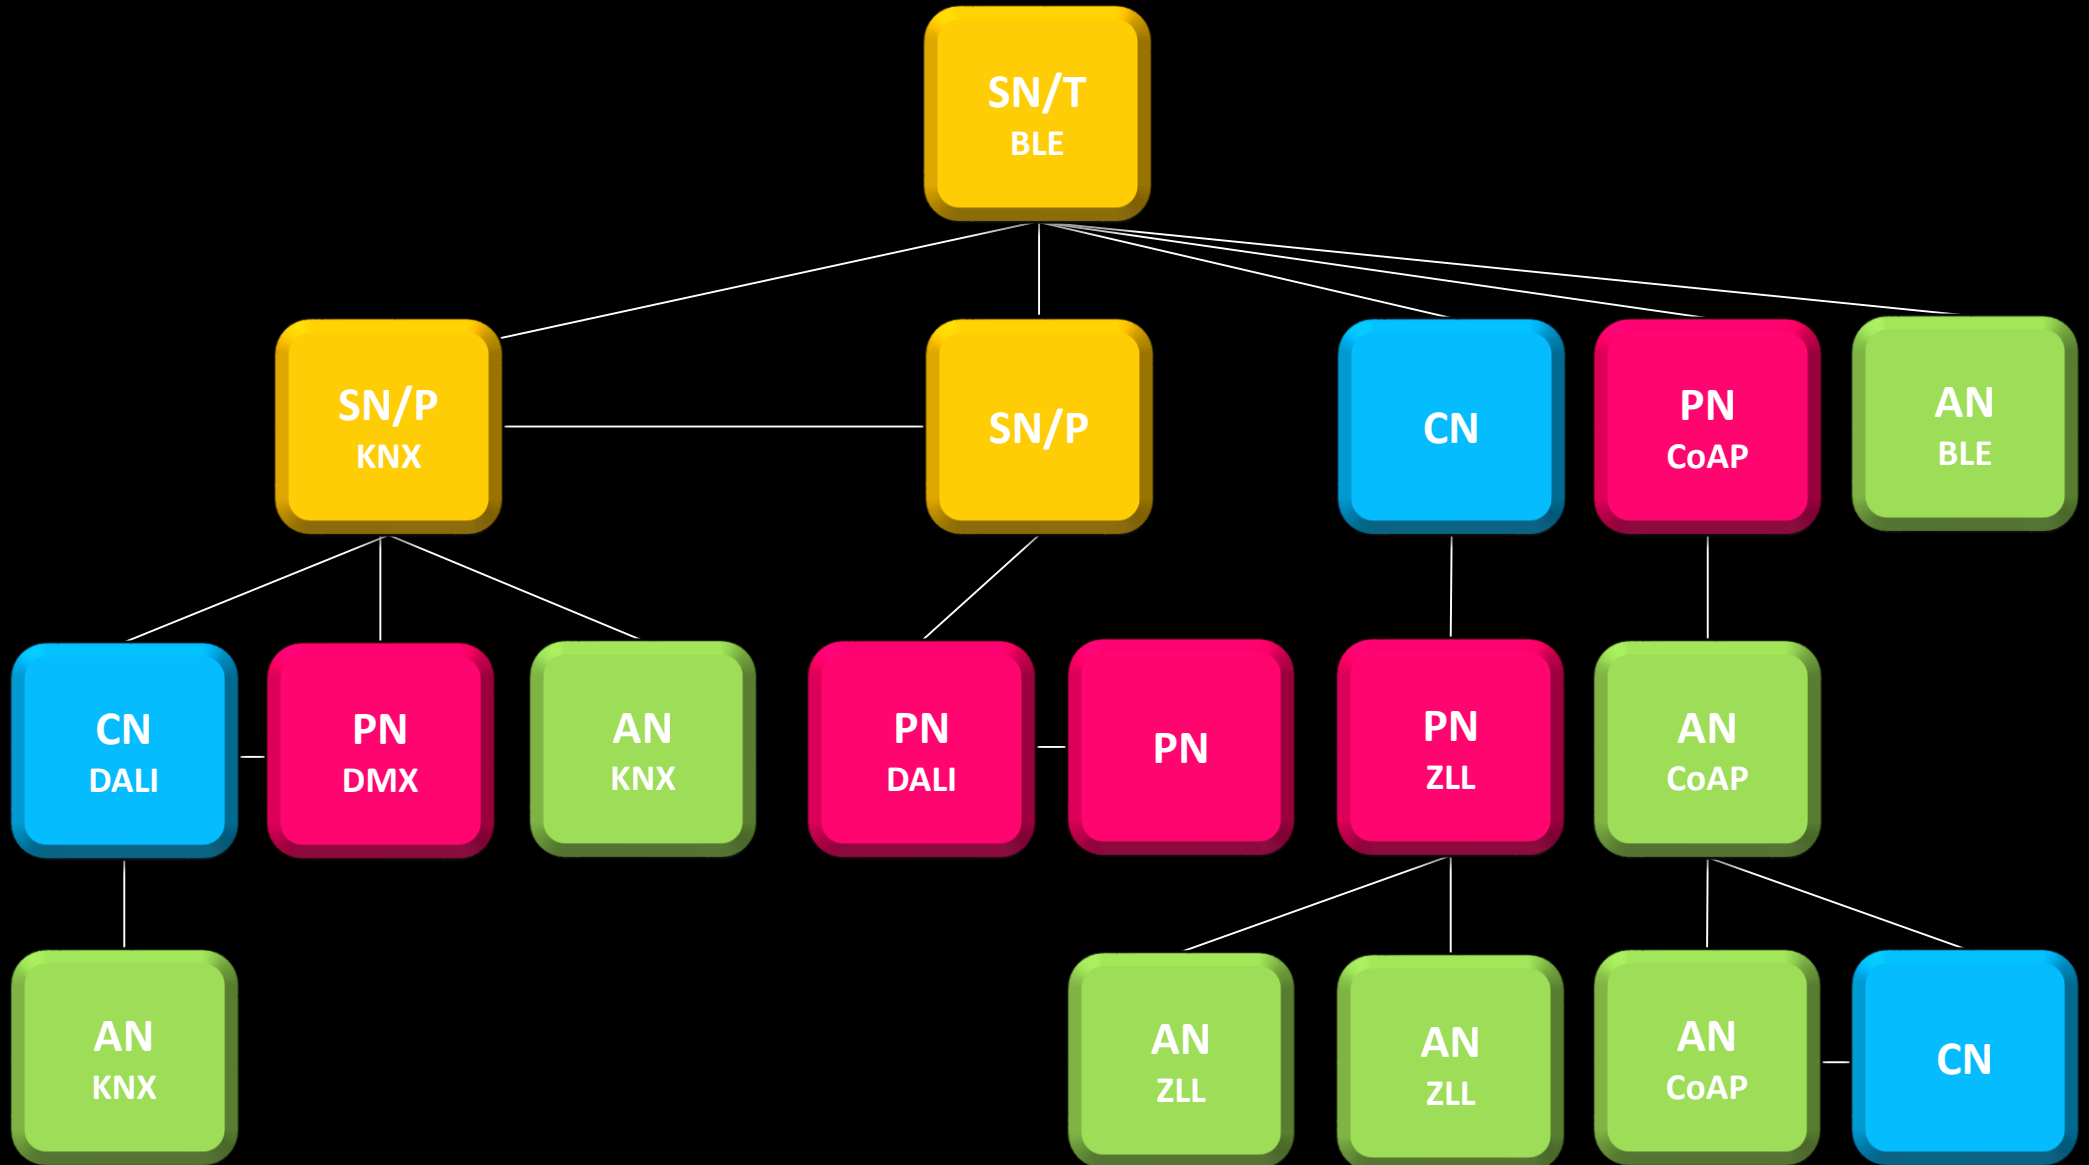 SN/T
BLE
SN/P
KNX
SN/P
CN
PN
CoAP
AN
BLE
CN
DALI
PN
DMX
AN
KNX
PN
DALI
PN
PN
ZLL
AN
CoAP
AN
KNX
AN
ZLL
AN
ZLL
AN
CoAP
CN